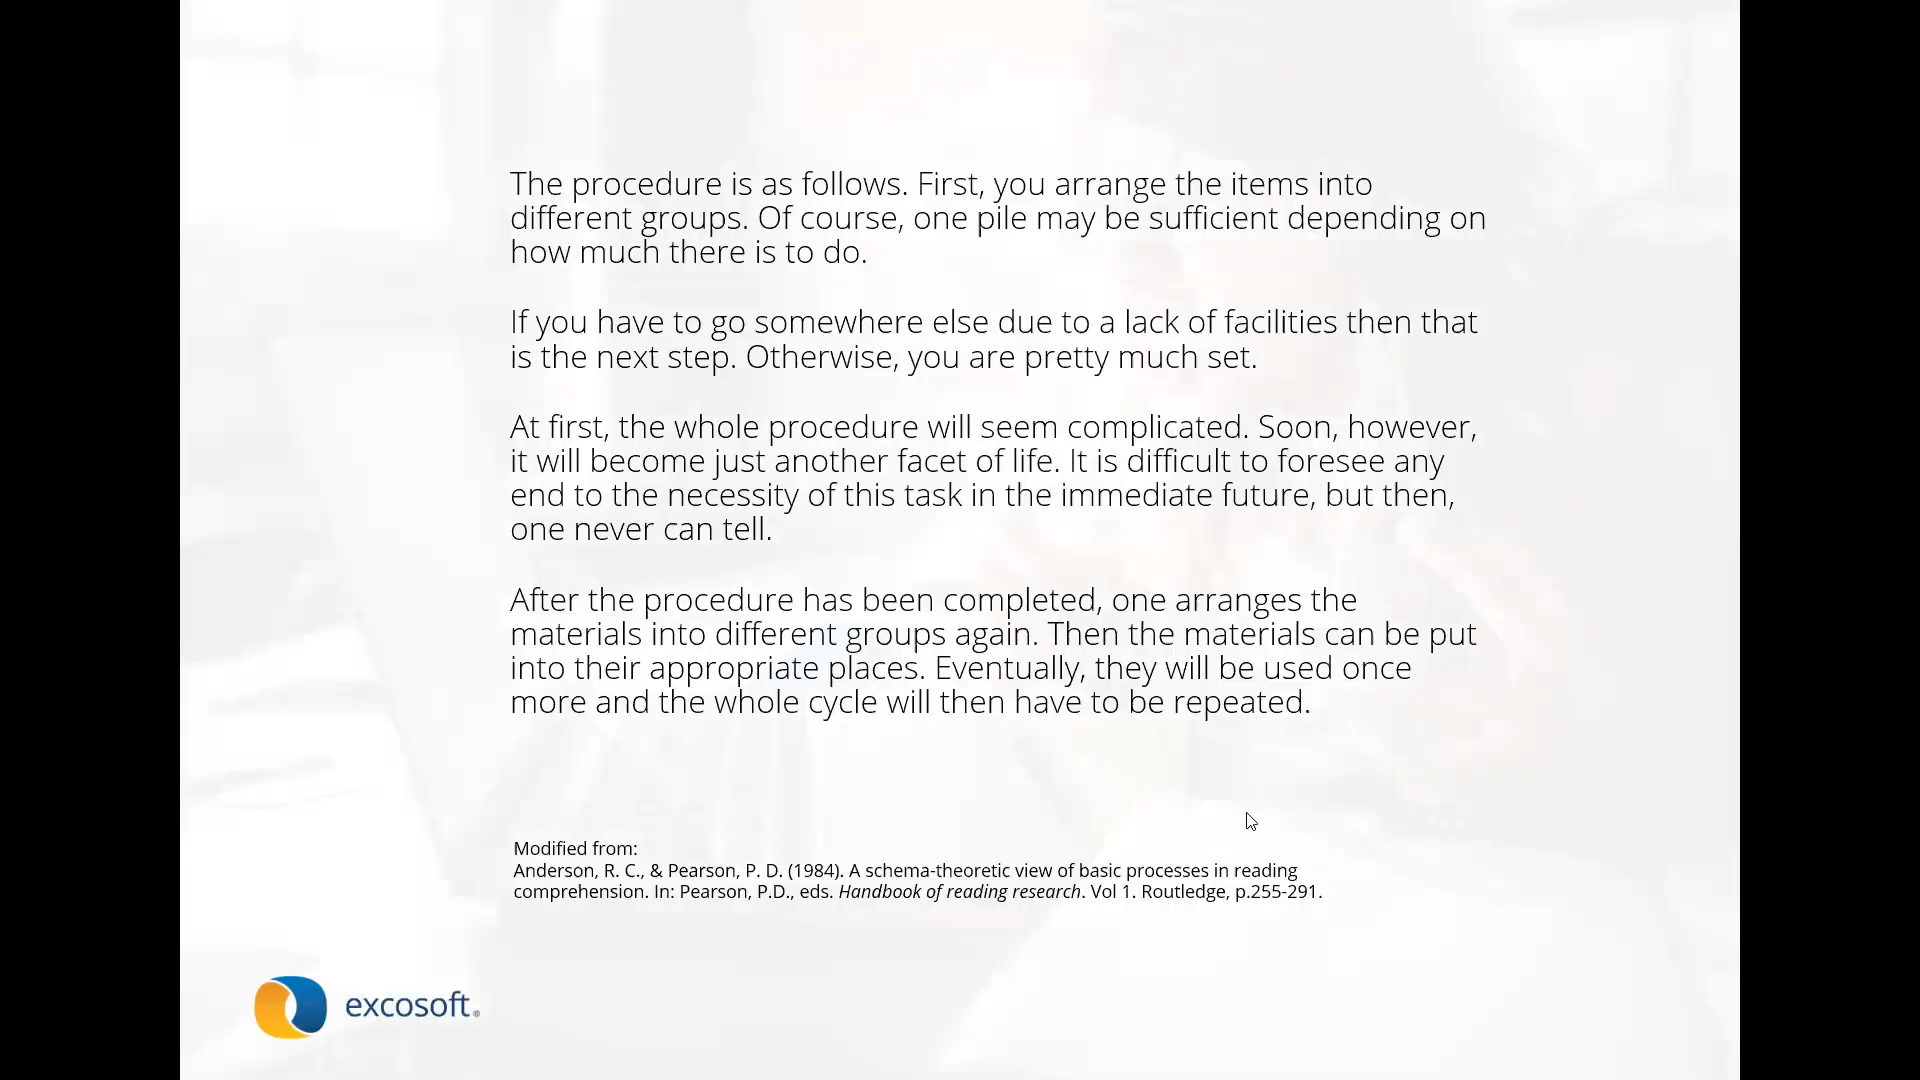 The procedure is as follows. First, you arrange the items into
different groups. Of course, one pile may be sufficient depending on
how much there is to do.
If you have to go somewhere else due to a lack of facilities then that
is the next step. Otherwise, you are pretty much set.
At first, the whole procedure will seem complicated. Soon, however,
it will become just another facet of life. It is difficult to foresee any
end to the necessity of this task in the immediate future, but then,
one never can tell.
After the procedure has been completed, one arranges the
materials into different groups again. Then the materials can be put
into their appropriate places. Eventually, they will be used once
more and the whole cycle will then have to be repeated.
Modified from:
Anderson, R. C., & Pearson, P. D. (1984). A schema-theoretic view of basic processes in reading
comprehension. In: Pearson, P.D., eds. Handbook of reading research. Vol 1. Routledge, p.255-291.
excosoft®